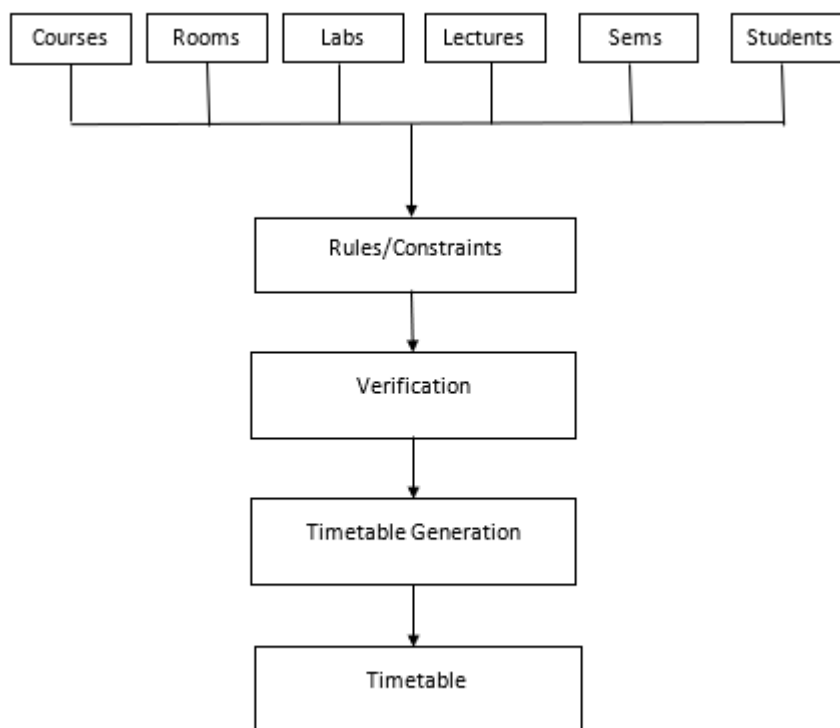 Courses
Rooms
Labs
Lectures
Sems
Students
Rules/Constraints
Verification
Timetable Generation
Timetable